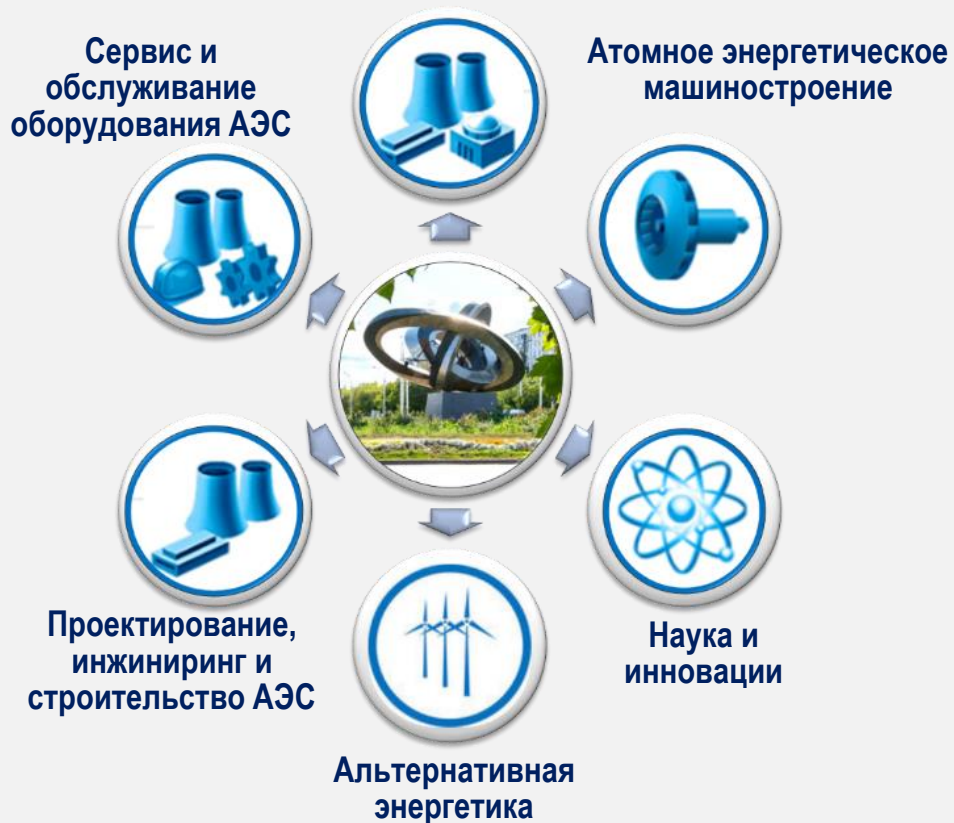 Сервис и
обслуживание
оборудования АЭС
Атомное энергетическое
машиностроение
Проектирование,
инжиниринг и
строительство АЭС
Наука и
инновации
Альтернативная
энергетика